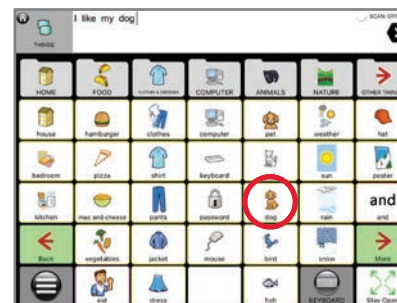 I like my dog
SCAN: OFF
THINGS
HOME FOOD CLOTHES & DRESSING COMPUTER ANIMALS NATURE OTHER THINGS
house hamburger clothes computer pet weather hat
bedroom pizza shirt keyboard sun poster
kitchen mac and cheese pants password dog rain and and
Back vegetables jacket mouse bird snow More
eat dress fish KEYBOARD Stay Open